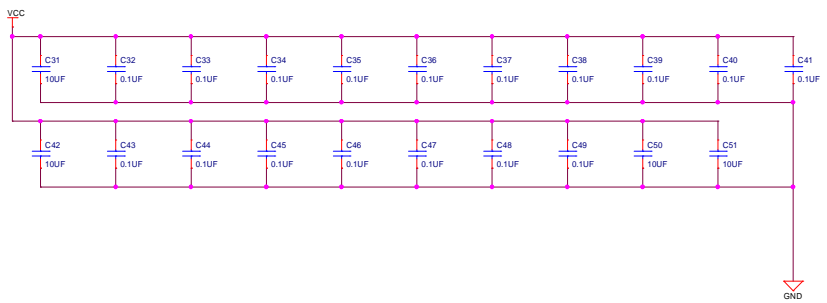 VCC
C31 C32 C33 C34 C35 C36 C37 C38 C39 C40 C41
10UF 0.1UF 0.1UF 0.1UF 0.1UF 0.1UF 0.1UF 0.1UF 0.1UF 0.1UF 0.1UF
C42 C43 C44 C45 C46 C47 C48 C49 C50 C51
10UF 0.1UF 0.1UF 0.1UF 0.1UF 0.1UF 0.1UF 0.1UF 10UF 10UF
GND